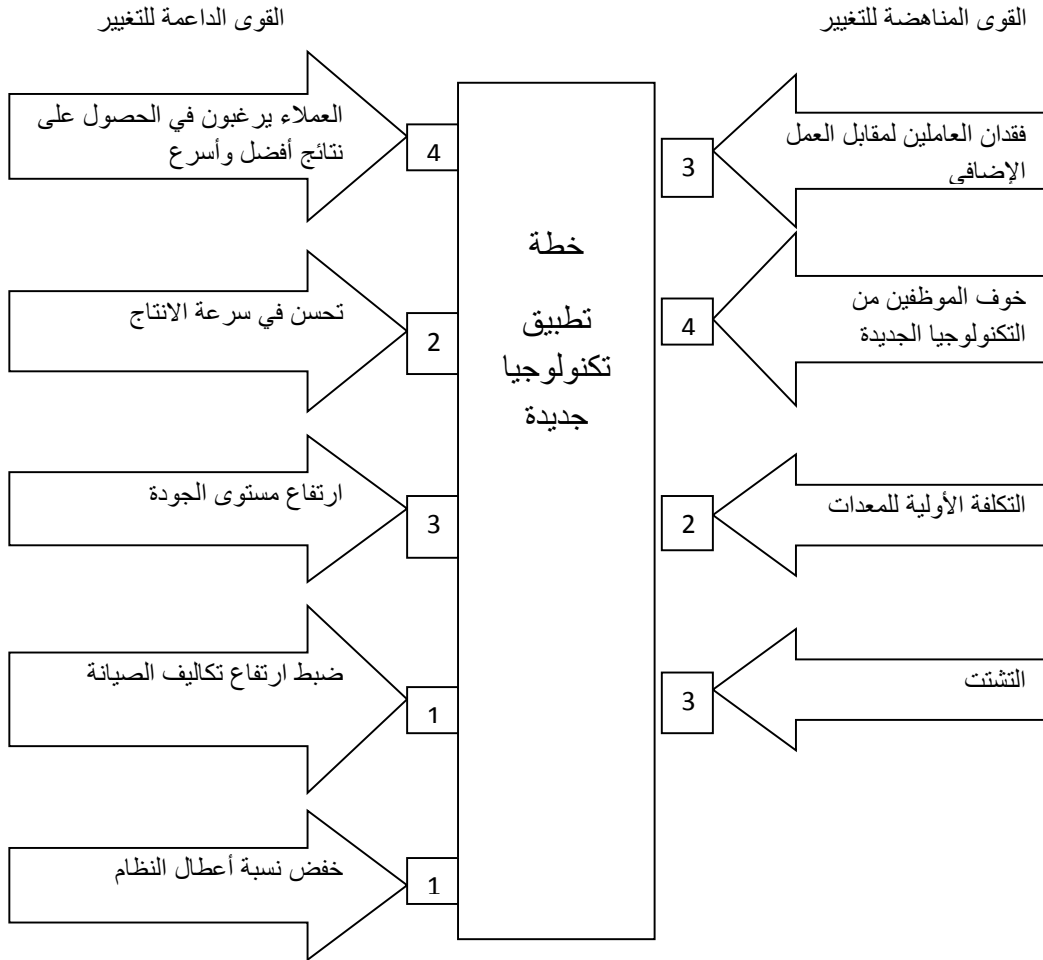 القوى المناهضة للتغيير
القوى الداعمة للتغيير
فقدان العاملين لمقابل العمل
الإضافي
3
خوف الموظفين من
التكنولوجيا الجديدة
4
التكلفة الأولية للمعدات
2
التشتت
3
خطة
تطبيق
تكنولوجيا
جديدة
العملاء يرغبون في الحصول على
نتائج أفضل وأسرع
4
تحسن في سرعة الانتاج
2
ارتفاع مستوى الجودة
3
ضبط ارتفاع تكاليف الصيانة
1
خفض نسبة أعطال النظام
1